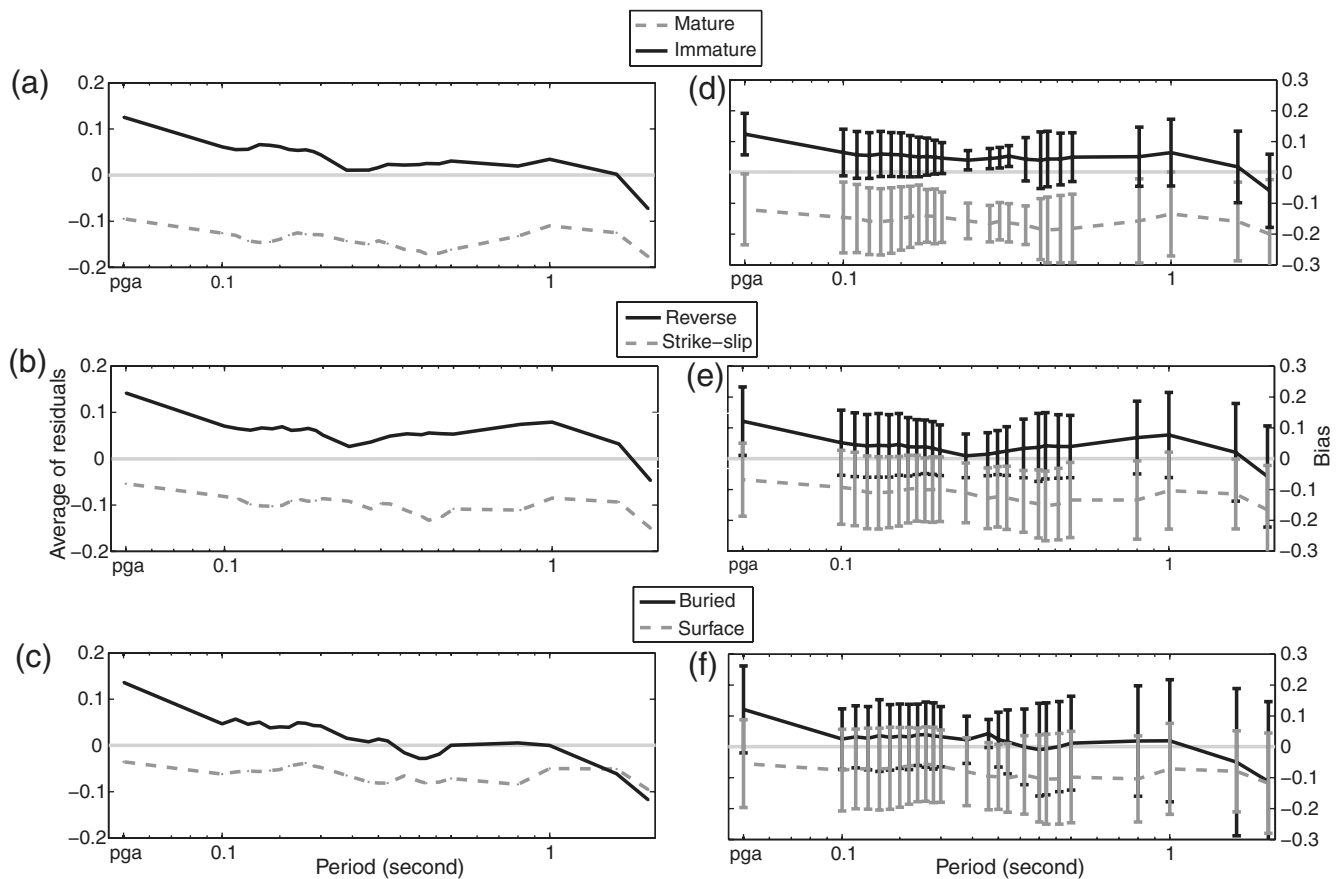 Mature
Immature
(a)
0.2
0.1
0
−0.1
−0.2
pga
0.1
1
(d)
0.3
0.2
0.1
0
−0.1
−0.2
−0.3
pga
0.1
1
Reverse
Strike−slip
(b)
Average of residuals
0.2
0.1
0
−0.1
−0.2
pga
0.1
1
(e)
0.3
0.2
0.1
0
−0.1
−0.2
−0.3
Bias
pga
0.1
1
Buried
Surface
(c)
0.2
0.1
0
−0.1
−0.2
pga
0.1
1
Period (second)
(f)
0.3
0.2
0.1
0
−0.1
−0.2
−0.3
pga
0.1
1
Period (second)